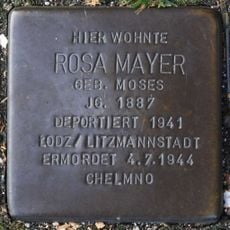 HIER WOHNTE
ROSA MAYER
GEB. MOSES
JG. 1887
DEPORTIERT 1941
ŁODZ/LITZMANNSTADT
ERMORDET 4.7.1944
CHELMNO